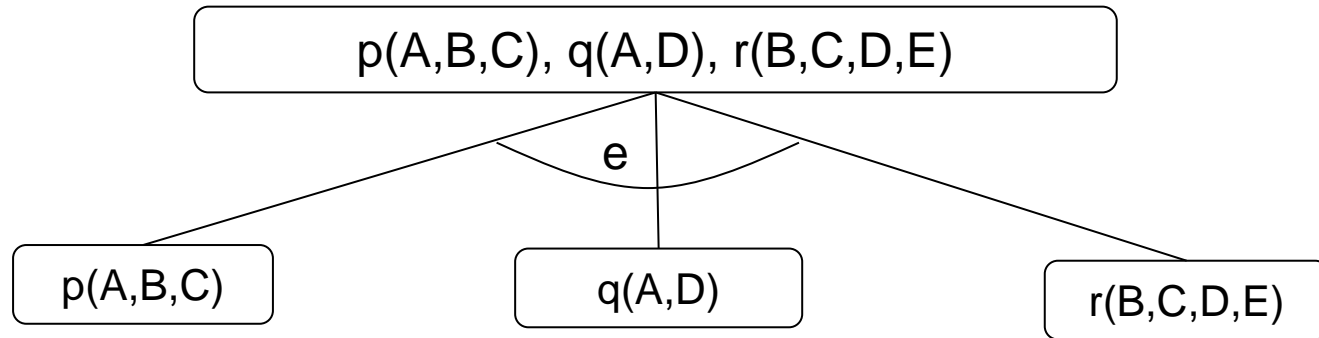 p(A,B,C), q(A,D), r(B,C,D,E)
e
p(A,B,C)
q(A,D)
r(B,C,D,E)